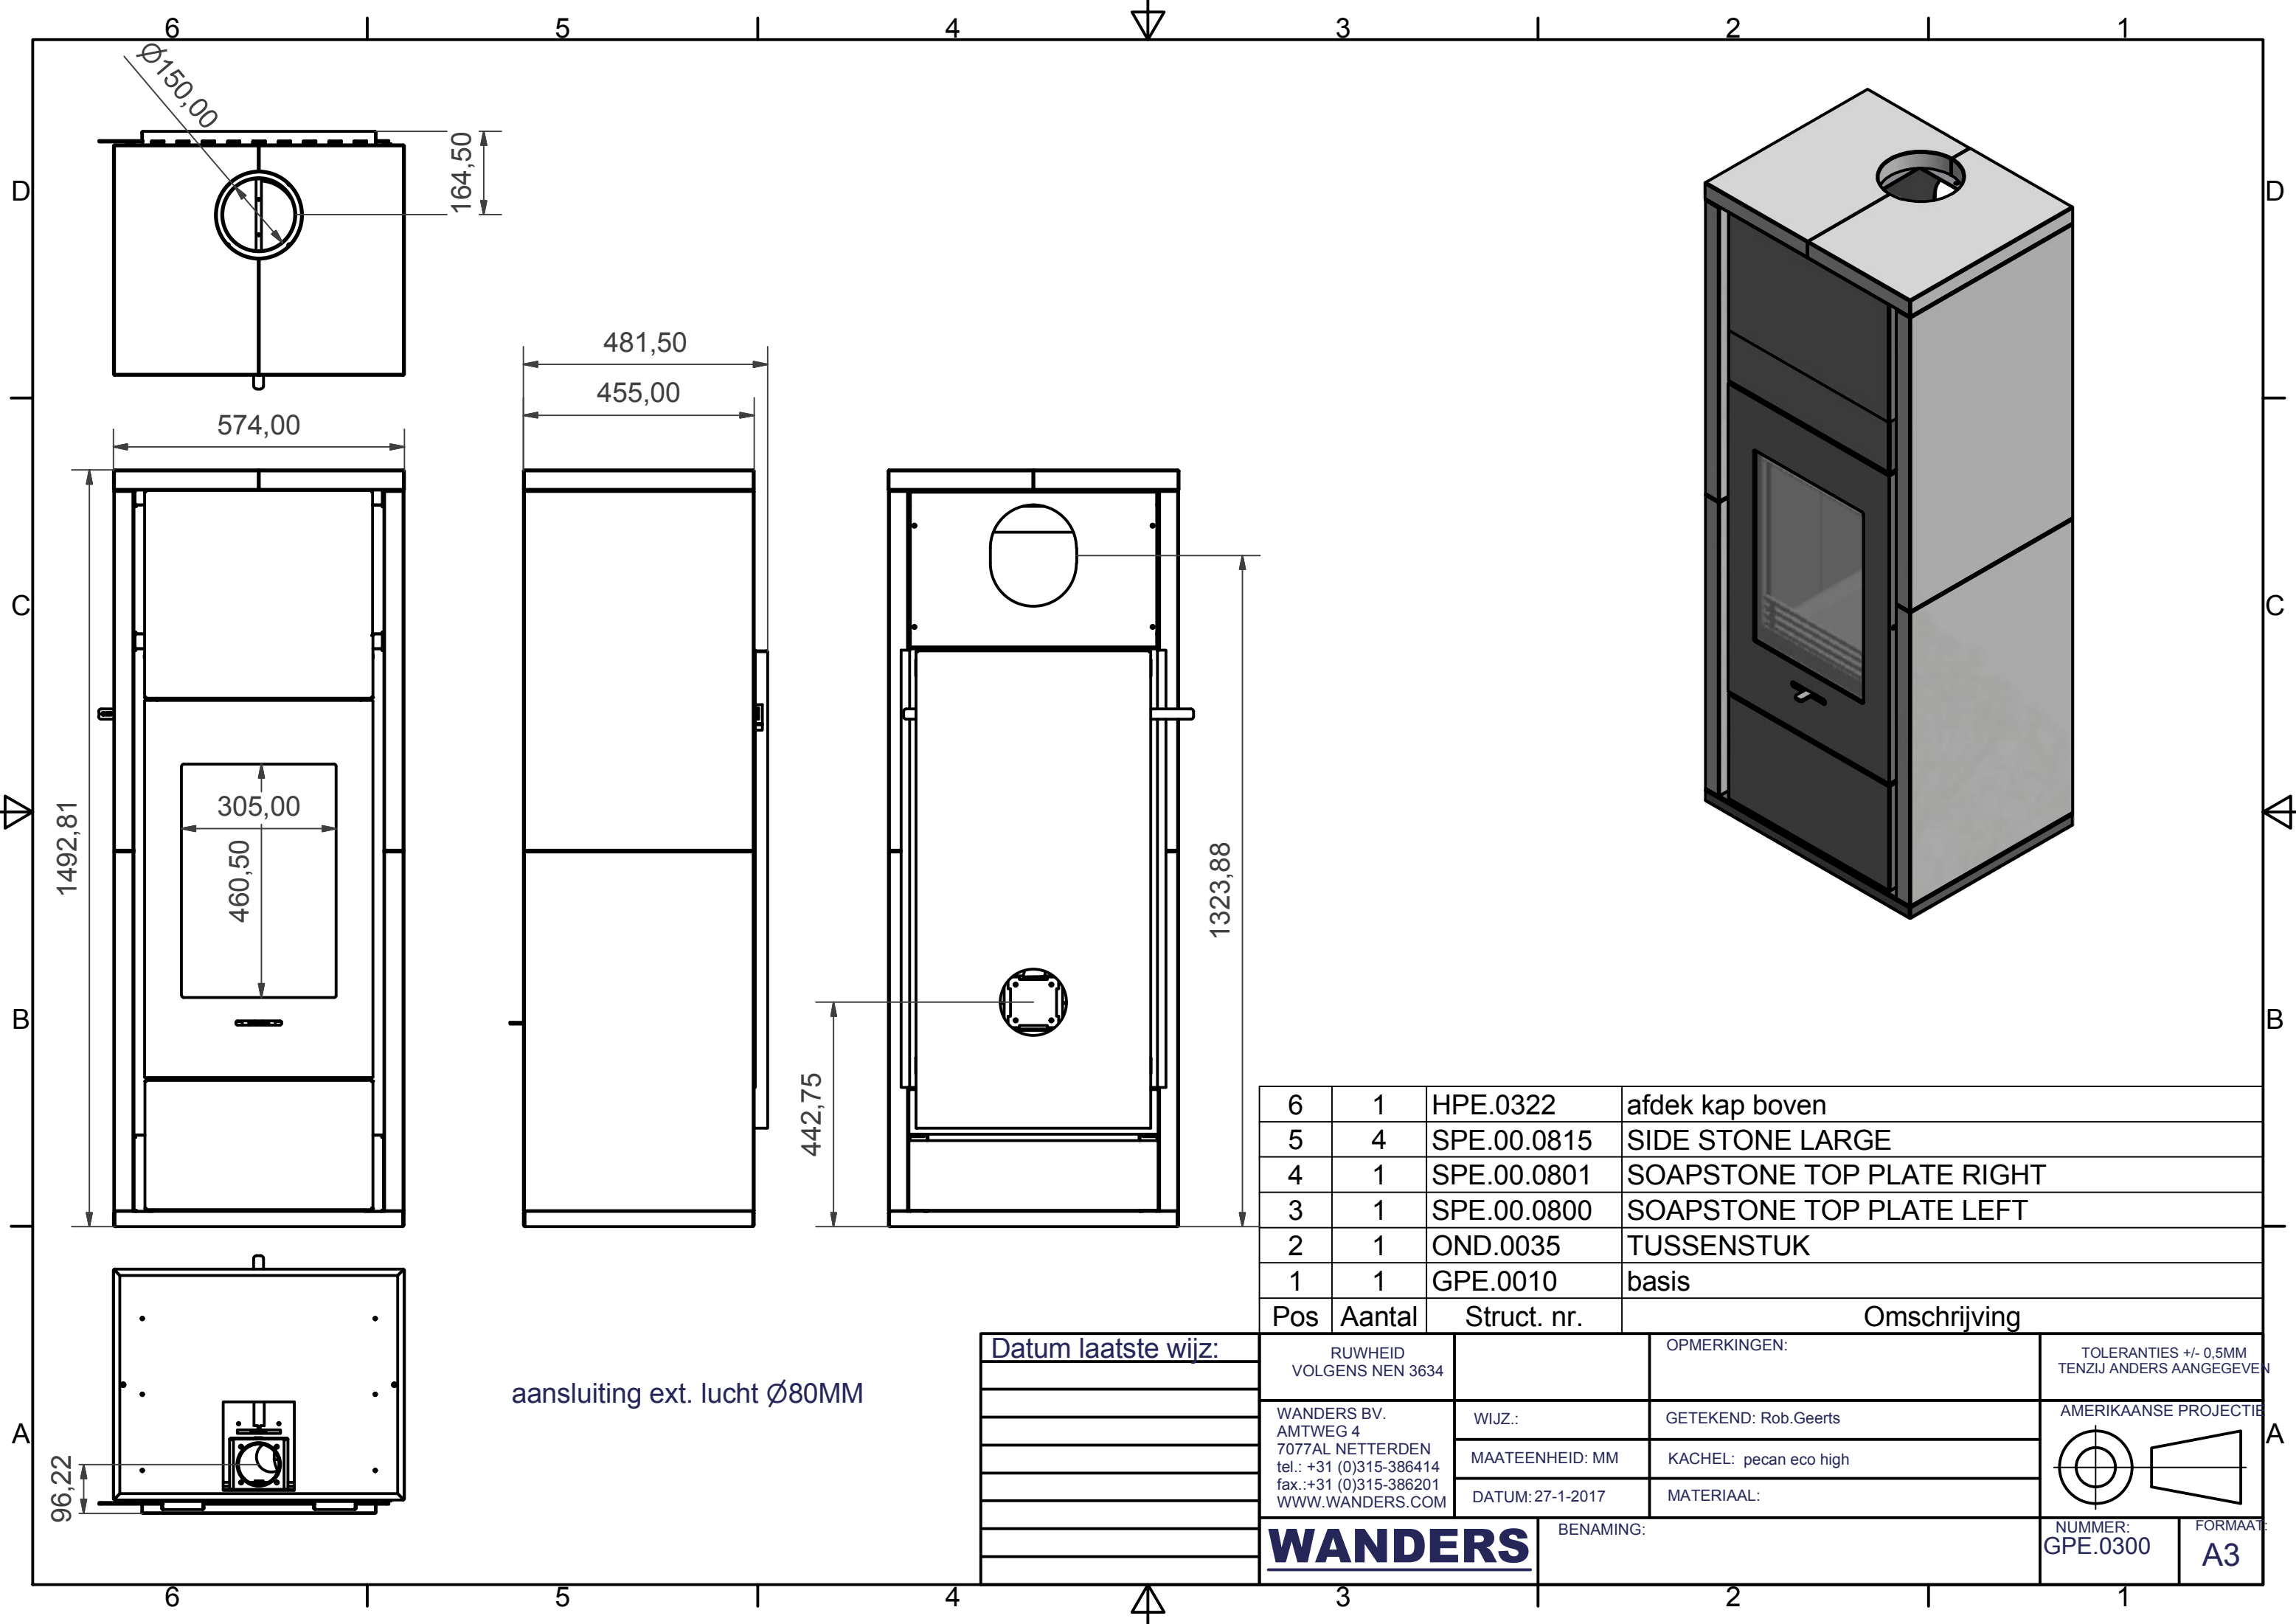 6 5 4 3 2 1
D
D
C
C
B
B
A
A
Ø150,00
164,50
574,00
481,50
455,00
1492,81
305,00
460,50
1323,88
442,75
96,22
aansluiting ext. lucht Ø80MM
6 1 HPE.0322 afdek kap boven
5 4 SPE.00.0815 SIDE STONE LARGE
4 1 SPE.00.0801 SOAPSTONE TOP PLATE RIGHT
3 1 SPE.00.0800 SOAPSTONE TOP PLATE LEFT
2 1 OND.0035 TUSSENSTUK
1 1 GPE.0010 basis
Pos Aantal Struct. nr. Omschrijving
Datum laatste wijz:
RUWHEID
VOLGENS NEN 3634
OPMERKINGEN:
TOLERANTIES +/- 0,5MM
TENZIJ ANDERS AANGEGEVEN
WANDERS BV.
AMTWEG 4
7077AL NETTERDEN
tel.: +31 (0)315-386414
fax.:+31 (0)315-386201
WWW.WANDERS.COM
WIJZ.:
GETEKEND: Rob.Geerts
AMERIKAANSE PROJECTIE
MAATEENHEID: MM
KACHEL: pecan eco high
DATUM: 27-1-2017
MATERIAAL:
WANDERS
BENAMING:
NUMMER:
GPE.0300
FORMAAT:
A3
6 5 4 3 2 1